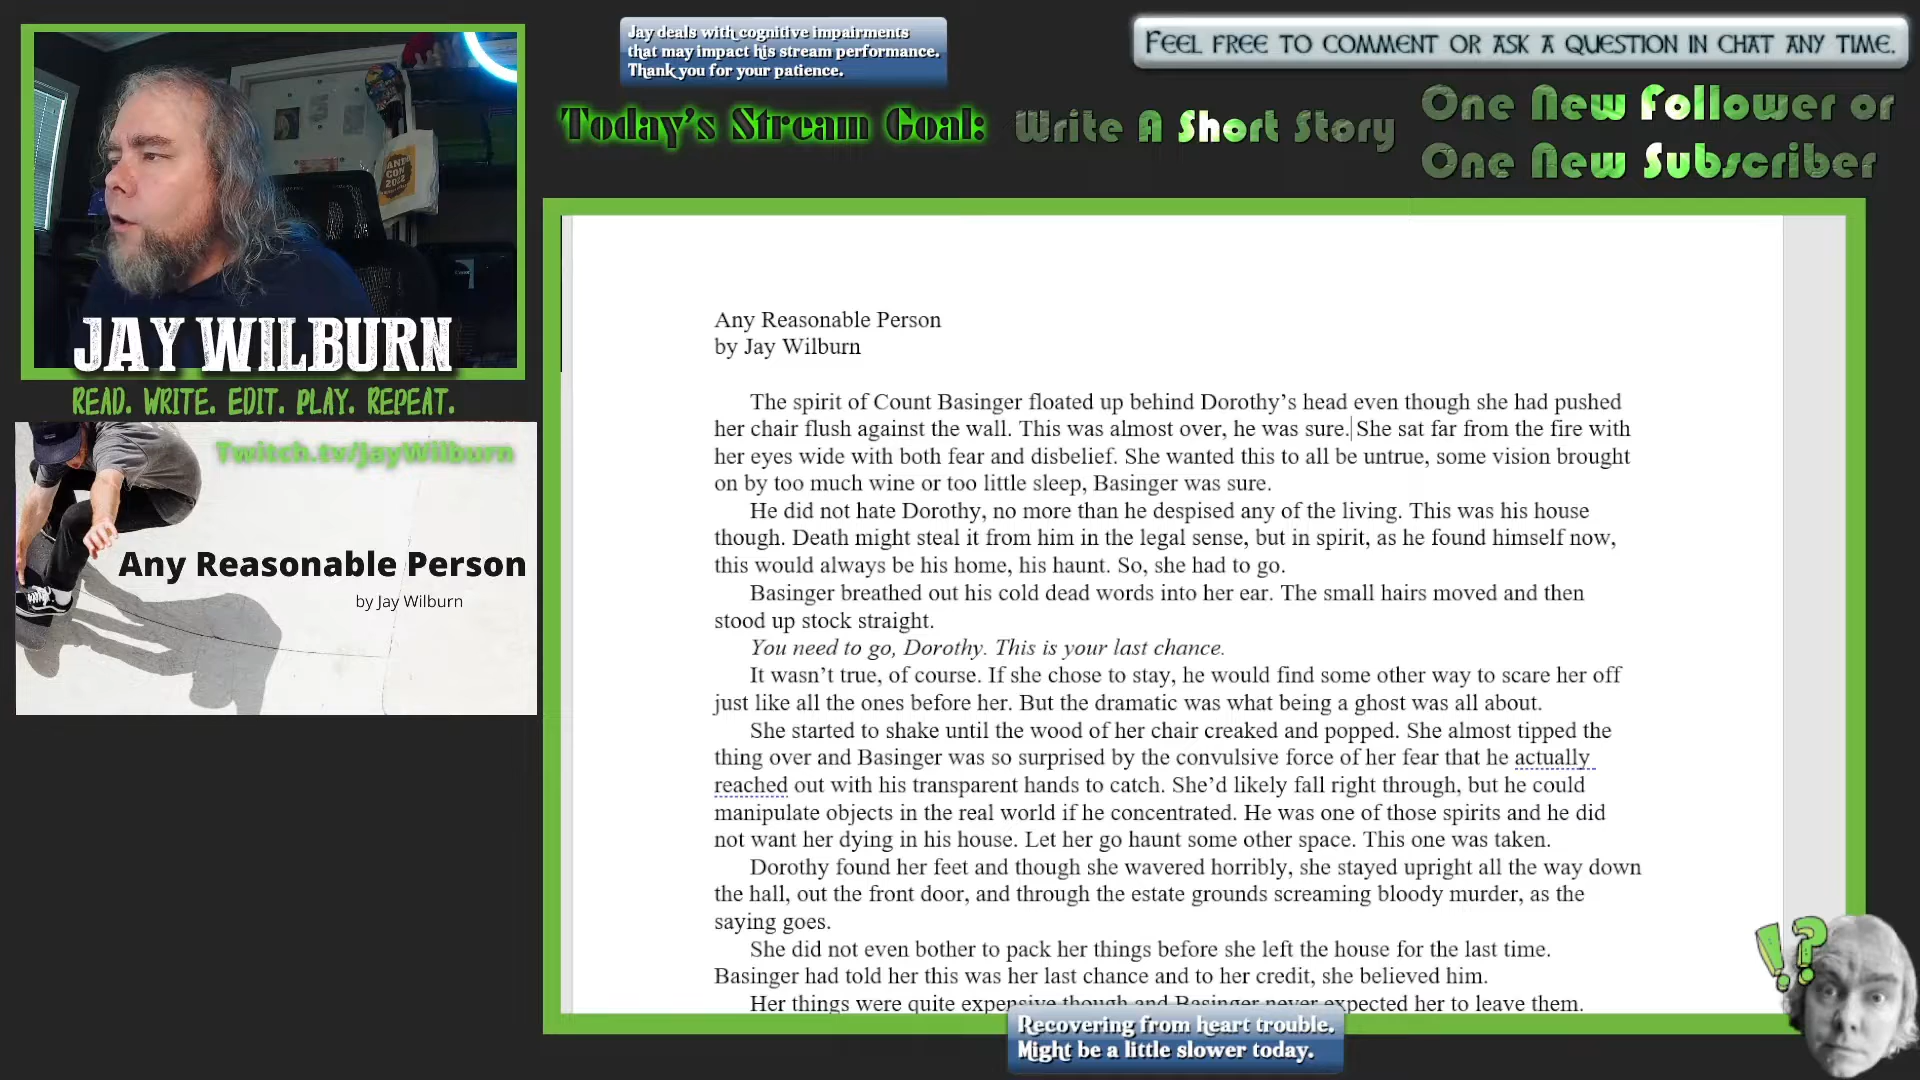 Jay deals with cognitive impairments
that may impact his stream performance.
Thank you for your patience.
FEEL FREE TO COMMENT OR ASK A QUESTION IN CHAT ANY TIME.
Today's Stream Goal:
Write A Short Story
One New Follower or
One New Subscriber
CON
2022
JAY WILBURN
READ. WRITE. EDIT. PLAY. REPEAT.
Twitch.tv/JayWilburn
Any Reasonable Person
by Jay Wilburn
Any Reasonable Person
by Jay Wilburn
The spirit of Count Basinger floated up behind Dorothy’s head even though she had pushed
her chair flush against the wall. This was almost over, he was sure. She sat far from the fire with
her eyes wide with both fear and disbelief. She wanted this to all be untrue, some vision brought
on by too much wine or too little sleep, Basinger was sure.
He did not hate Dorothy, no more than he despised any of the living. This was his house
though. Death might steal it from him in the legal sense, but in spirit, as he found himself now,
this would always be his home, his haunt. So, she had to go.
Basinger breathed out his cold dead words into her ear. The small hairs moved and then
stood up stock straight.
You need to go, Dorothy. This is your last chance.
It wasn’t true, of course. If she chose to stay, he would find some other way to scare her off
just like all the ones before her. But the dramatic was what being a ghost was all about.
She started to shake until the wood of her chair creaked and popped. She almost tipped the
thing over and Basinger was so surprised by the convulsive force of her fear that he actually
reached out with his transparent hands to catch. She’d likely fall right through, but he could
manipulate objects in the real world if he concentrated. He was one of those spirits and he did
not want her dying in his house. Let her go haunt some other space. This one was taken.
Dorothy found her feet and though she wavered horribly, she stayed upright all the way down
the hall, out the front door, and through the estate grounds screaming bloody murder, as the
saying goes.
She did not even bother to pack her things before she left the house for the last time.
Basinger had told her this was her last chance and to her credit, she believed him.
Her things were quite expensive though and Basinger never expected her to leave them.
Recovering from heart trouble.
Might be a little slower today.
!?